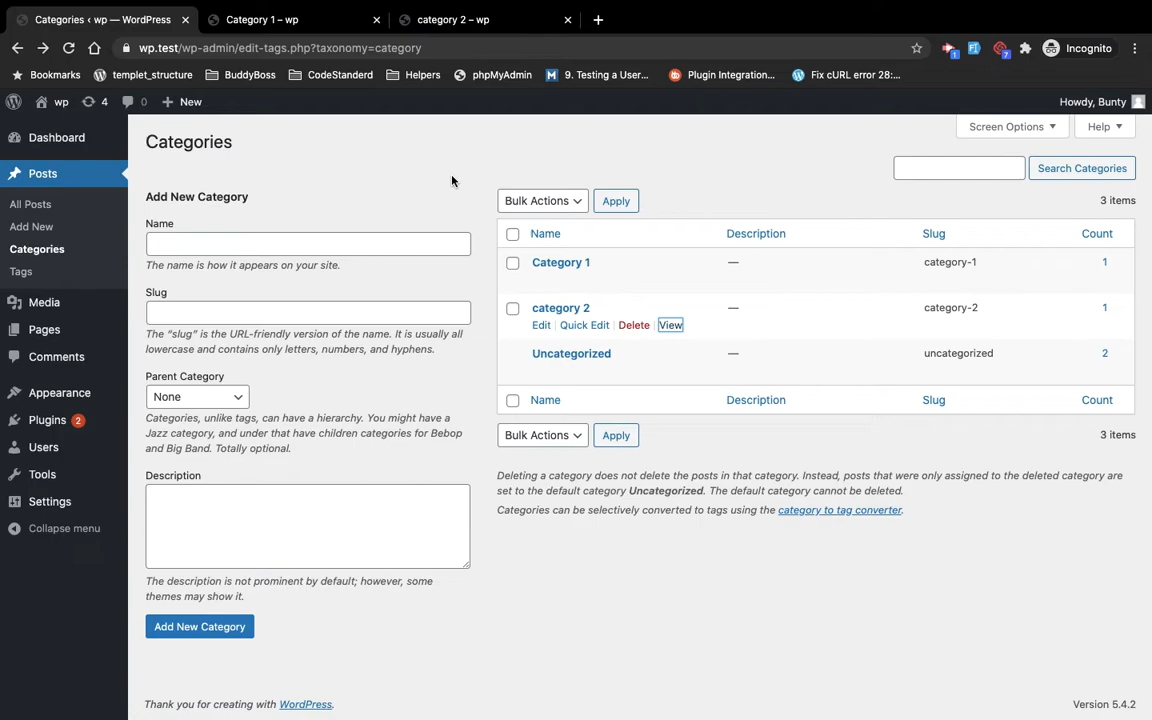 Categories ‹ wp — WordPress
Category 1 – wp
category 2 – wp
wp.test/wp-admin/edit-tags.php?taxonomy=category
1
7
Incognito
Bookmarks
templet_structure
BuddyBoss
CodeStanderd
Helpers
phpMyAdmin
9. Testing a User...
Plugin Integration...
Fix cURL error 28:...
wp
4
0
New
Howdy, Bunty
Dashboard
Posts
All Posts
Add New
Categories
Tags
Media
Pages
Comments
Appearance
Plugins 2
Users
Tools
Settings
Collapse menu
Categories
Screen Options
Help
Search Categories
Add New Category
Name
The name is how it appears on your site.
Slug
The “slug” is the URL-friendly version of the name. It is usually all
lowercase and contains only letters, numbers, and hyphens.
Parent Category
None
Categories, unlike tags, can have a hierarchy. You might have a
Jazz category, and under that have children categories for Bebop
and Big Band. Totally optional.
Description
The description is not prominent by default; however, some
themes may show it.
Add New Category
Bulk Actions
Apply
3 items
Name Description Slug Count
Category 1 — category-1 1
category 2 — category-2 1
Edit | Quick Edit | Delete | View
Uncategorized — uncategorized 2
Name Description Slug Count
Bulk Actions
Apply
3 items
Deleting a category does not delete the posts in that category. Instead, posts that were only assigned to the deleted category are
set to the default category Uncategorized. The default category cannot be deleted.
Categories can be selectively converted to tags using the category to tag converter.
Thank you for creating with WordPress.
Version 5.4.2